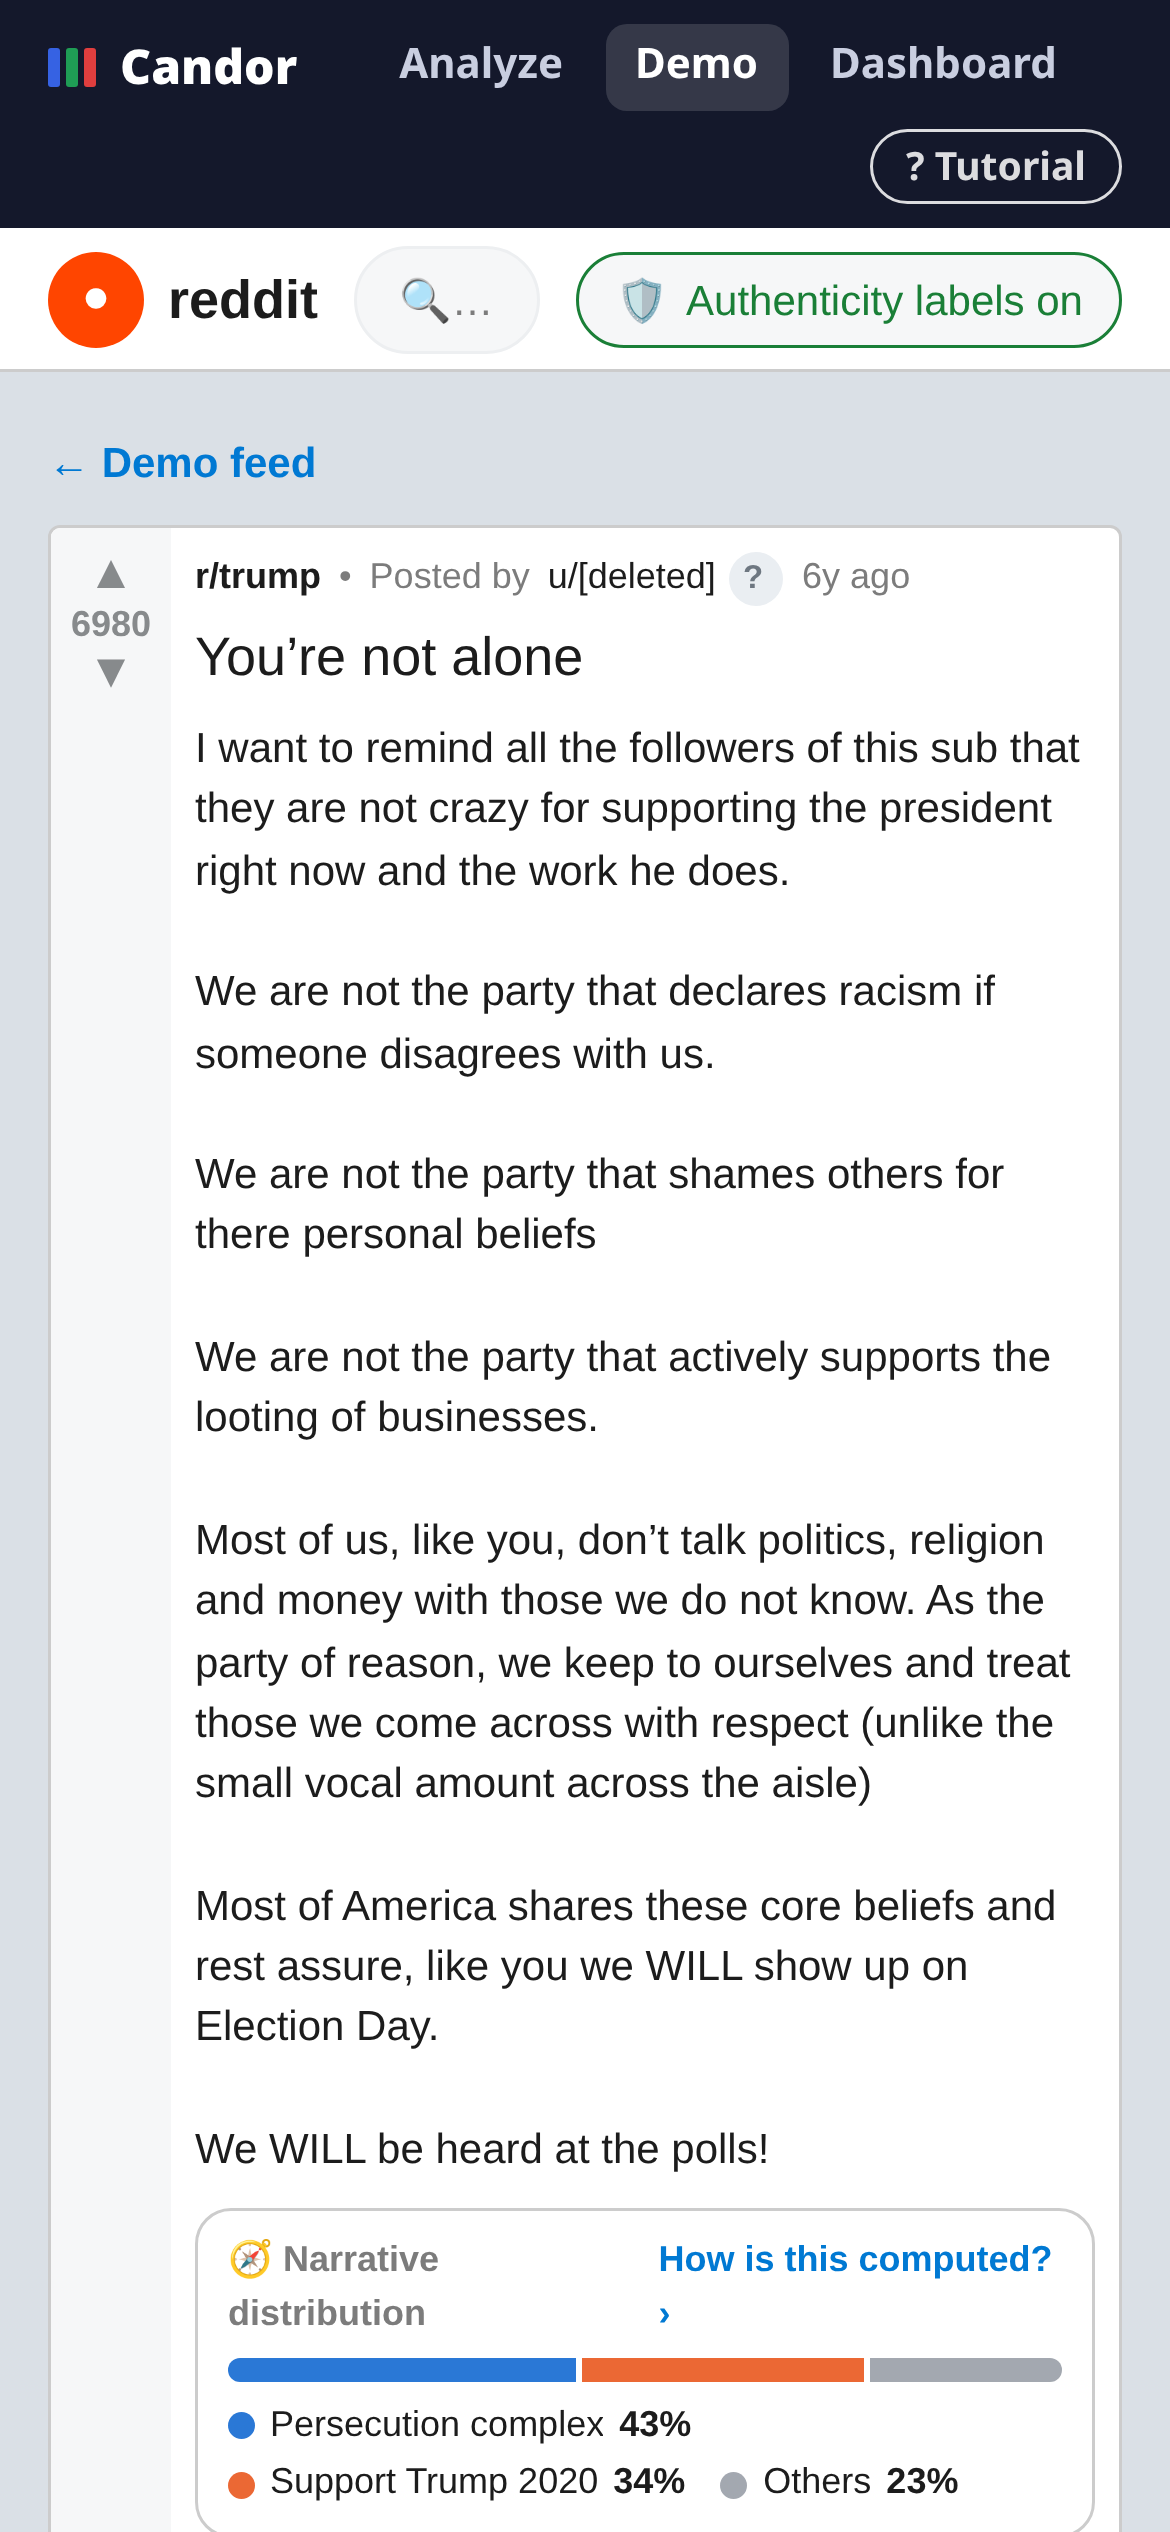 Candor Analyze Demo Dashboard
? Tutorial
reddit 🔍... 🛡️ Authenticity labels on
← Demo feed
▲ r/trump • Posted by u/[deleted] ? 6y ago
6980
▼ You’re not alone
I want to remind all the followers of this sub that
they are not crazy for supporting the president
right now and the work he does.
We are not the party that declares racism if
someone disagrees with us.
We are not the party that shames others for
there personal beliefs
We are not the party that actively supports the
looting of businesses.
Most of us, like you, don’t talk politics, religion
and money with those we do not know. As the
party of reason, we keep to ourselves and treat
those we come across with respect (unlike the
small vocal amount across the aisle)
Most of America shares these core beliefs and
rest assure, like you we WILL show up on
Election Day.
We WILL be heard at the polls!
🧭 Narrative
distribution
How is this computed?
›
Persecution complex 43%
Support Trump 2020 34% Others 23%